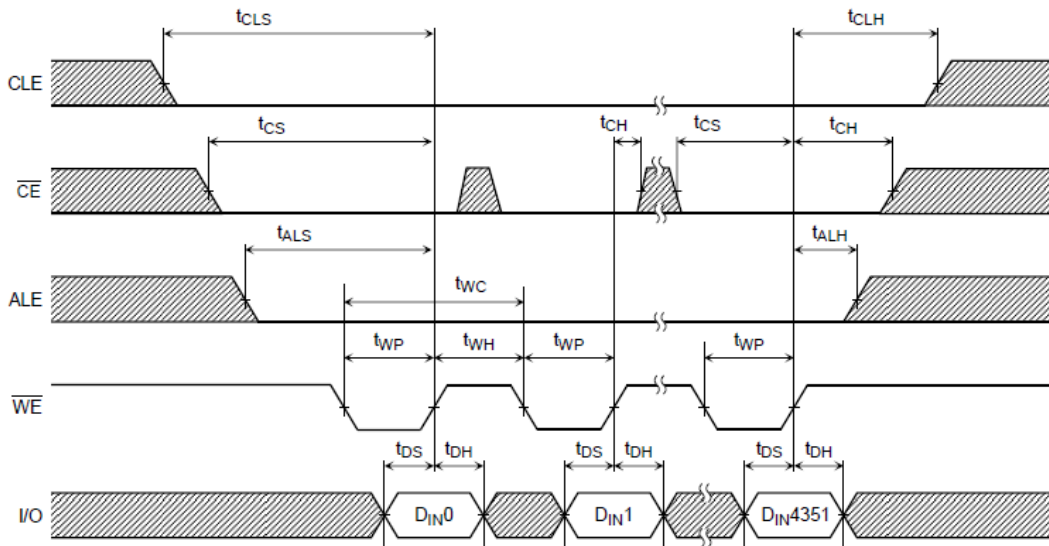 tCLS tCLH
CLE
tCS tCH tCS tCH
CE
tALS tALH
ALE
tWC
tWP tWH tWP tWP
WE
tDS tDH tDS tDH tDS tDH
I/O DIN0 DIN1 DIN4351